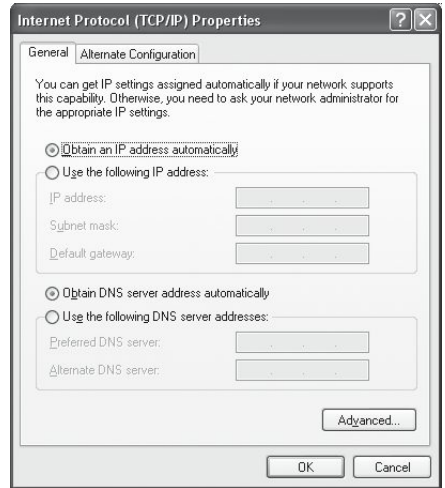 Internet Protocol (TCP/IP) Properties
General
Alternate Configuration
You can get IP settings assigned automatically if your network supports
this capability. Otherwise, you need to ask your network administrator for
the appropriate IP settings.
Obtain an IP address automatically
Use the following IP address:
IP address:
Subnet mask:
Default gateway:
Obtain DNS server address automatically
Use the following DNS server addresses:
Preferred DNS server:
Alternate DNS server:
Advanced...
OK
Cancel